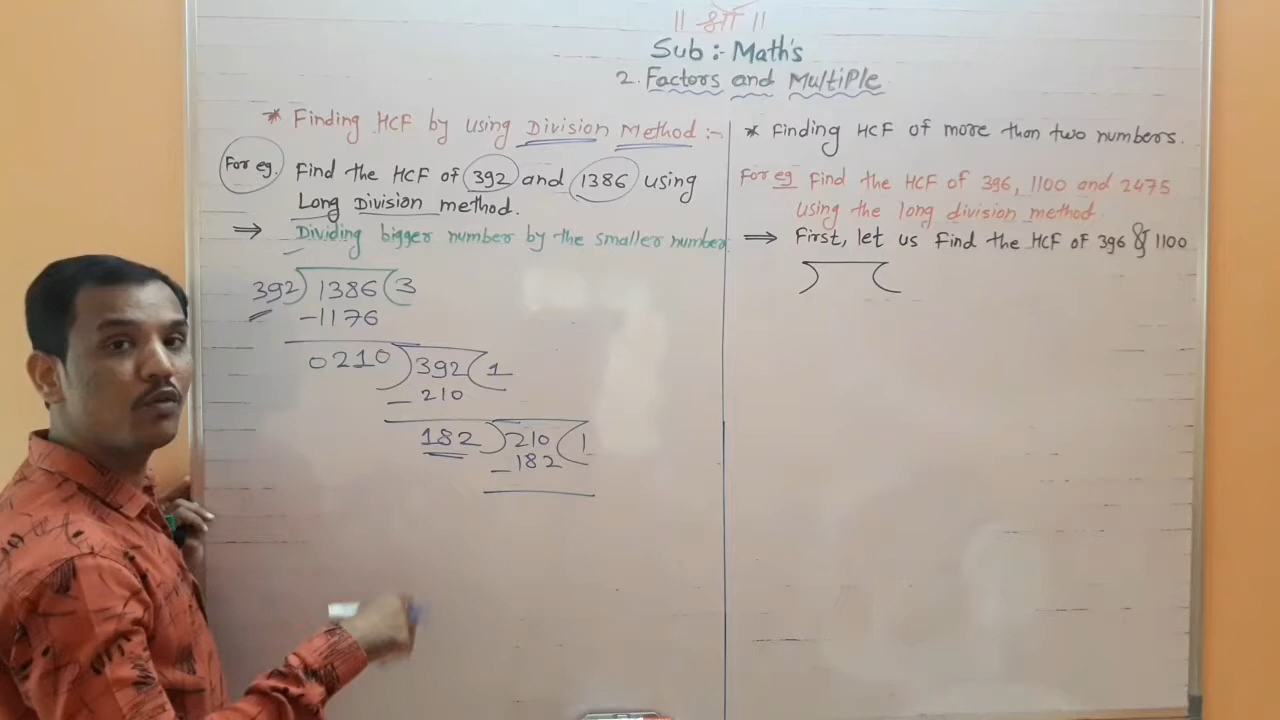 || श्री ||
Sub :- Math's
2. Factors and Multiple
* Finding HCF by using Division Method :-
For eg. Find the HCF of 392 and 1386 using
Long Division method.
⇒ Dividing bigger number by the smaller number
392) 1386 (3
-1176
0210) 392 (1
- 210
182) 210 (1
- 182
* Finding HCF of more than two numbers.
For eg Find the HCF of 396, 1100 and 2475
using the long division method.
⇒ First, let us Find the HCF of 396 & 1100